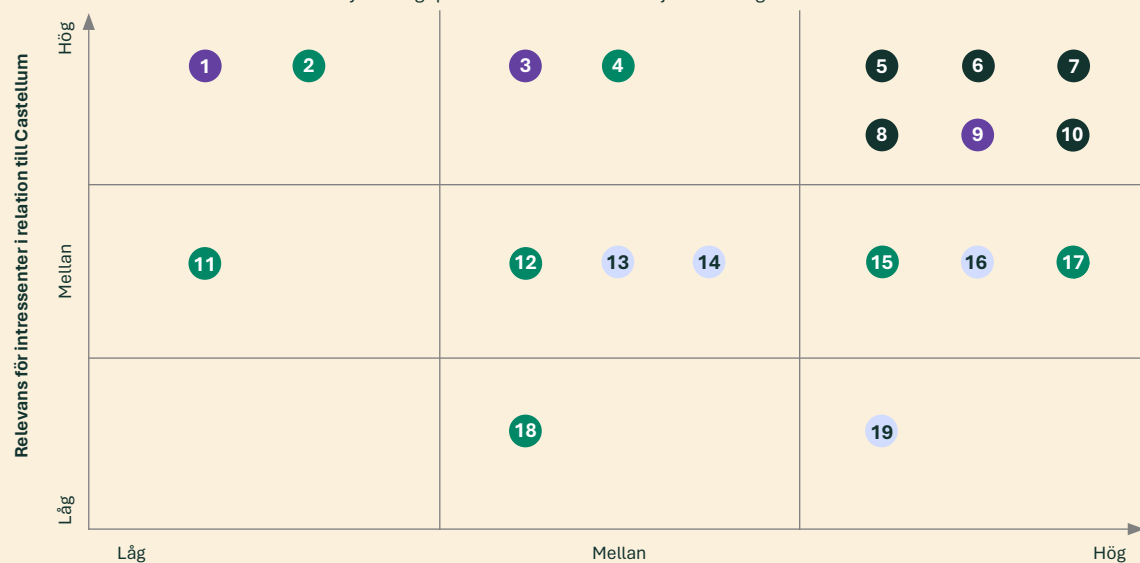 Hög
1 2 3 4 5 6 7
8 9 10
Relevans för intressenter i relation till Castellum
Mellan
11 12 13 14 15 16 17
18 19
Låg
Låg Mellan Hög